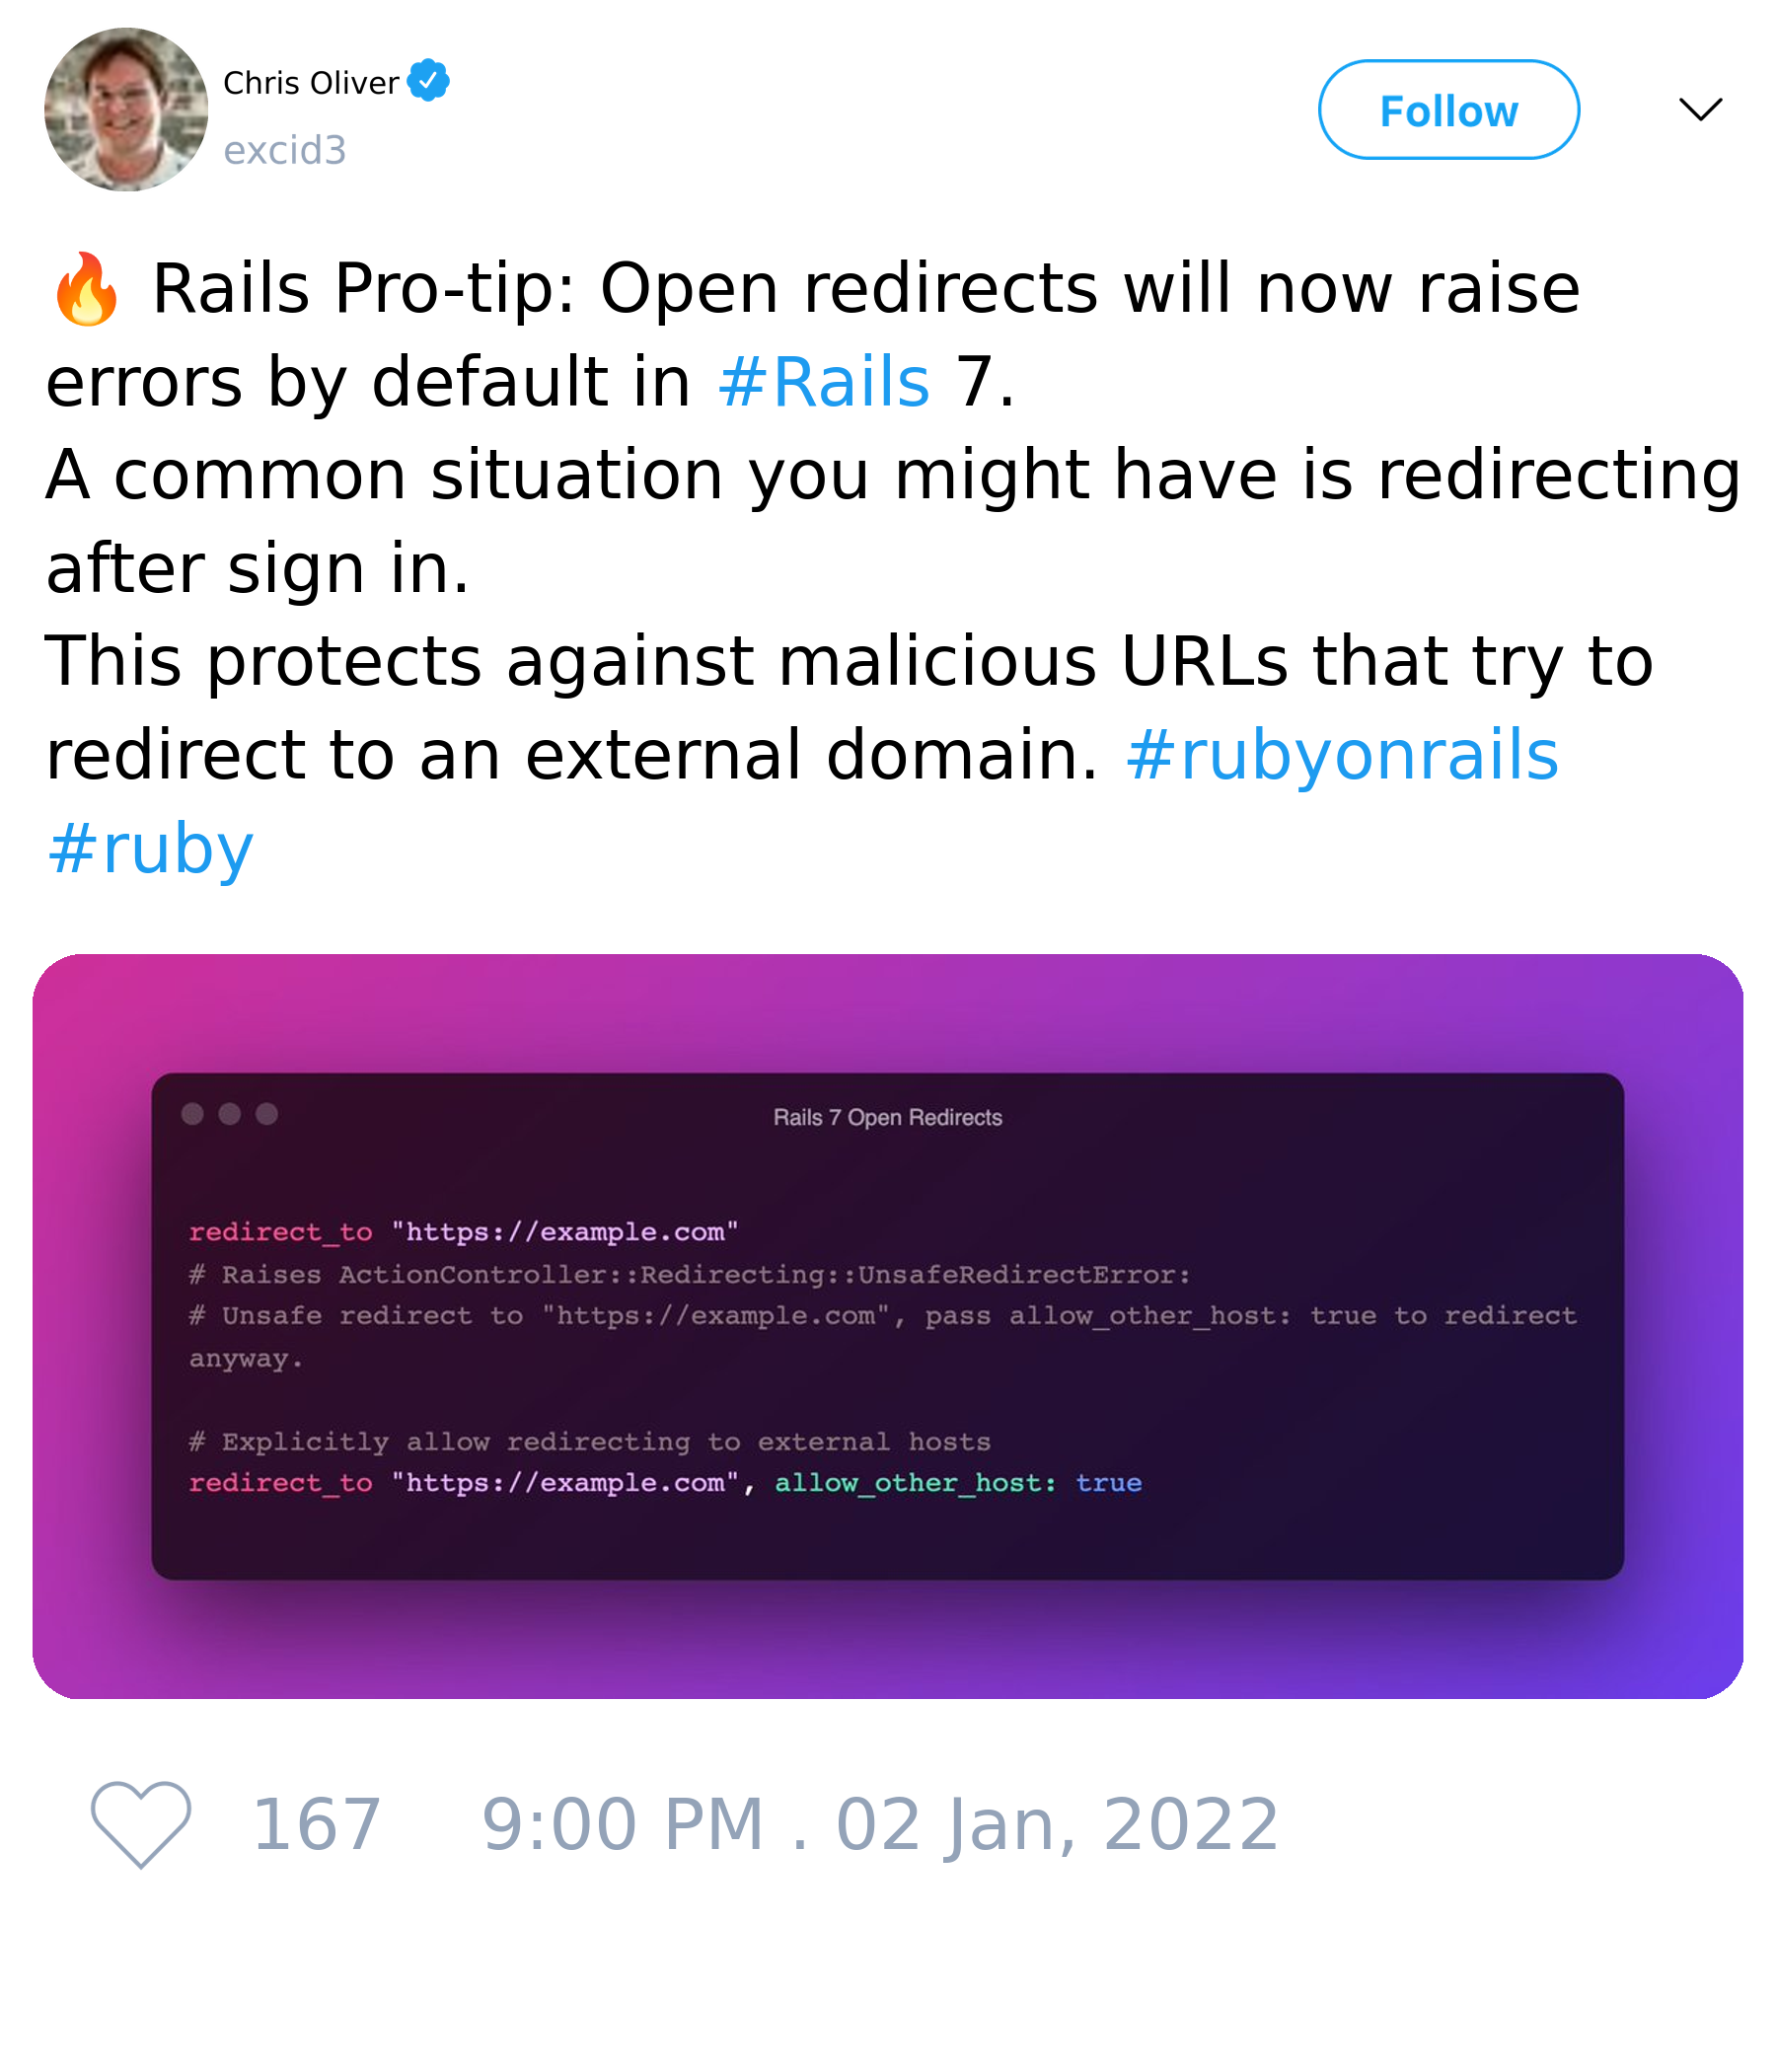 Chris Oliver
excid3
Follow
🔥 Rails Pro-tip: Open redirects will now raise
errors by default in #Rails 7.
A common situation you might have is redirecting
after sign in.
This protects against malicious URLs that try to
redirect to an external domain. #rubyonrails
#ruby
Rails 7 Open Redirects
redirect_to "https://example.com"
# Raises ActionController::Redirecting::UnsafeRedirectError:
# Unsafe redirect to "https://example.com", pass allow_other_host: true to redirect
anyway.
# Explicitly allow redirecting to external hosts
redirect_to "https://example.com", allow_other_host: true
167 9:00 PM . 02 Jan, 2022